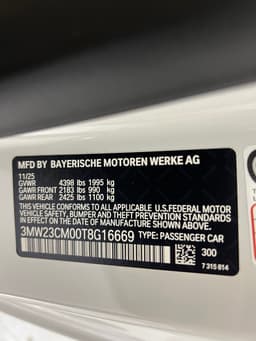 MFD BY BAYERISCHE MOTOREN WERKE AG
11/25
GVWR 4398 lbs 1995 kg
GAWR FRONT 2183 lbs 990 kg
GAWR REAR 2425 lbs 1100 kg
THIS VEHICLE CONFORMS TO ALL APPLICABLE U.S.FEDERAL MOTOR
VEHICLE SAFETY, BUMPER AND THEFT PREVENTION STANDARDS
IN EFFECT ON THE DATE OF MANUFACTURE SHOWN ABOVE.
3MW23CM00T8G16669 TYPE: PASSENGER CAR
300
7 315 614